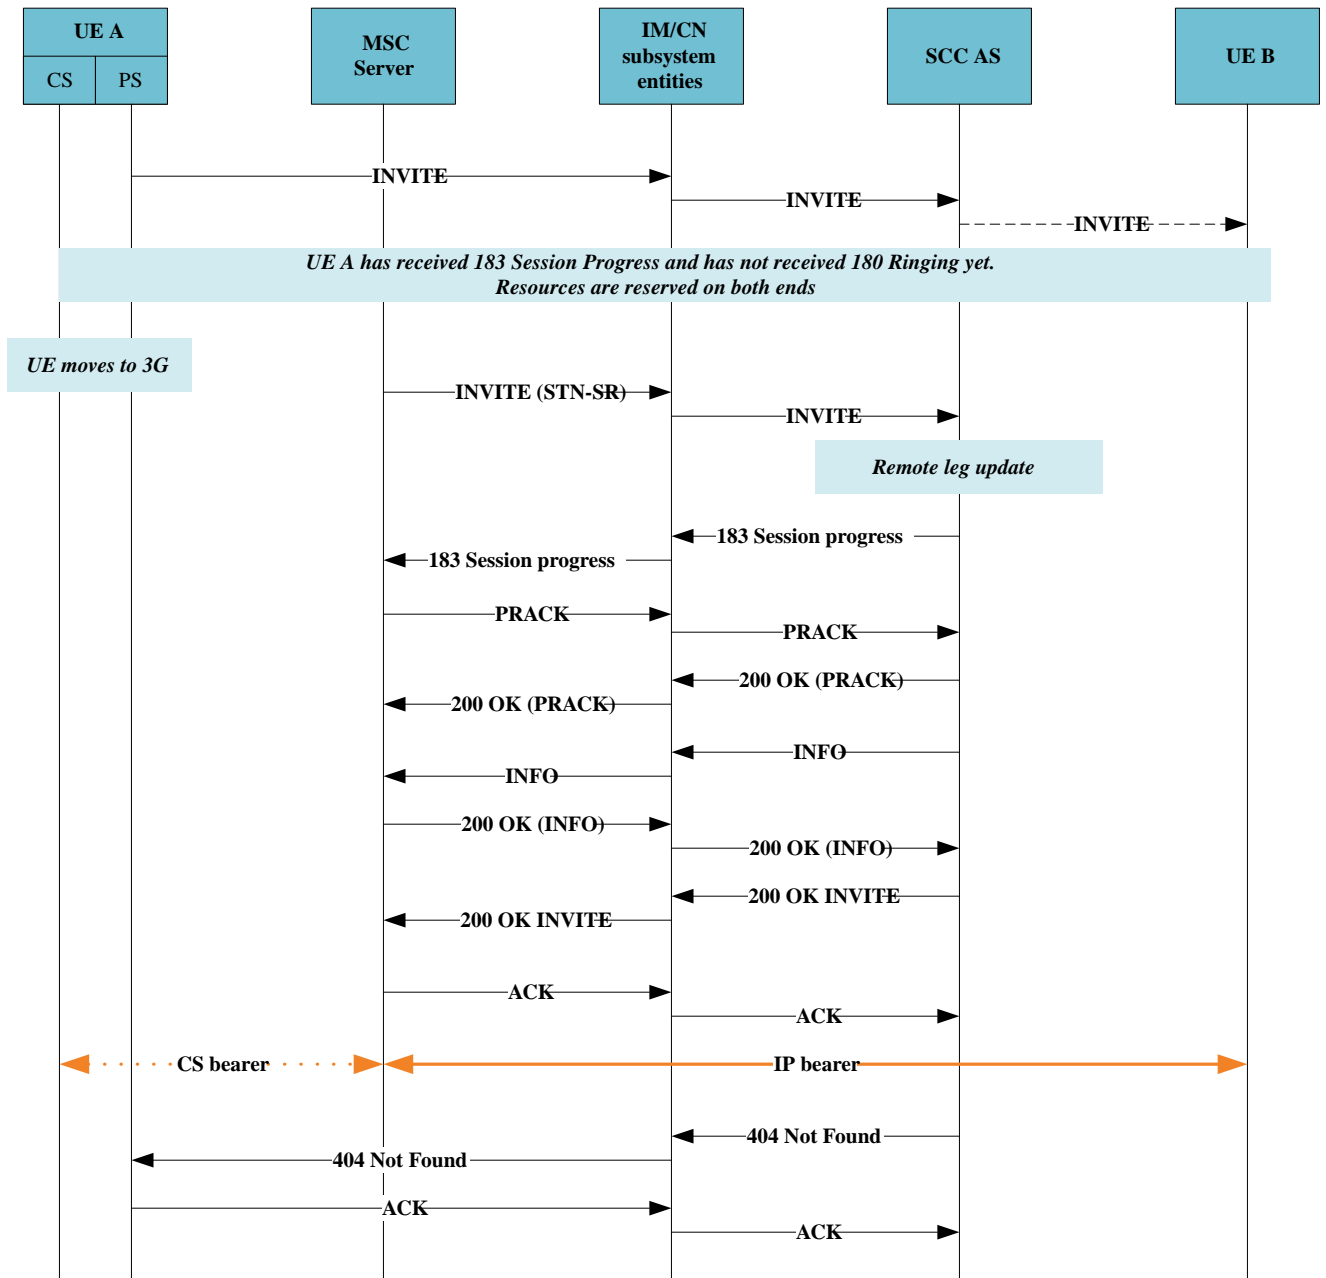 UE A
CS
PS
MSC
Server
IM/CN
subsystem
entities
SCC AS
UE B
INVITE
INVITE
INVITE
UE A has received 183 Session Progress and has not received 180 Ringing yet.
Resources are reserved on both ends
UE moves to 3G
INVITE (STN-SR)
INVITE
Remote leg update
183 Session progress
183 Session progress
PRACK
PRACK
200 OK (PRACK)
200 OK (PRACK)
INFO
INFO
200 OK (INFO)
200 OK (INFO)
200 OK INVITE
200 OK INVITE
ACK
ACK
CS bearer
IP bearer
404 Not Found
404 Not Found
ACK
ACK